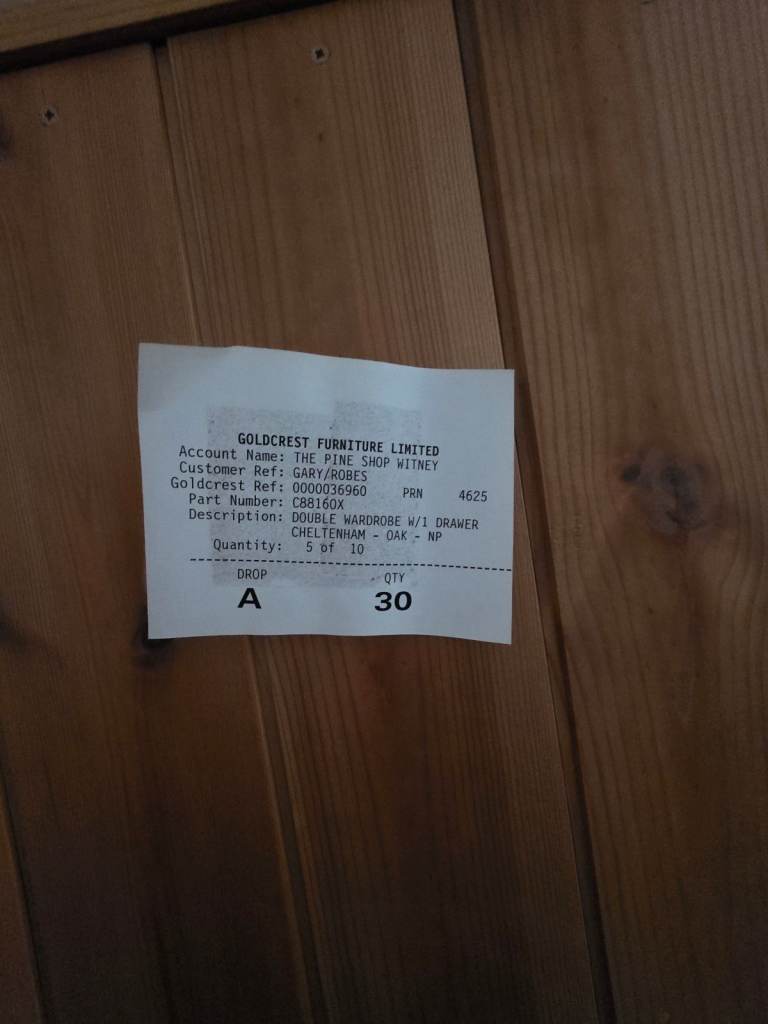 GOLDCREST FURNITURE LIMITED
Account Name: THE PINE SHOP WITNEY
Customer Ref: GARY/ROBES
Goldcrest Ref: 0000036960 PRN 4625
Part Number: C88160X
Description: DOUBLE WARDROBE W/1 DRAWER
CHELTENHAM - OAK - NP
Quantity: 5 of 10
DROP QTY
A 30